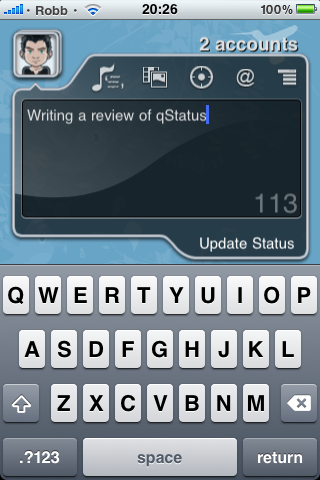 Robb 20:26 100%
2 accounts
@
Writing a review of qStatus
113
Update Status
Q W E R T Y U I O P
A S D F G H J K L
Z X C V B N M
.?123 space return